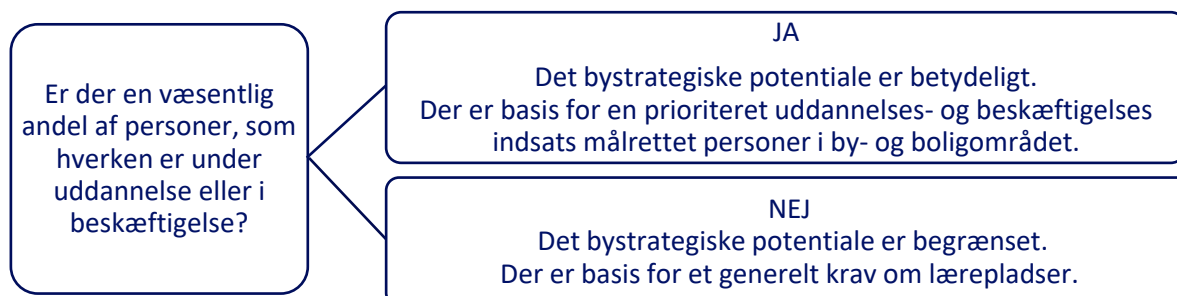 Er der en væsentlig
andel af personer, som
hverken er under
uddannelse eller i
beskæftigelse?
JA
Det bystrategiske potentiale er betydeligt.
Der er basis for en prioriteret uddannelses- og beskæftigelses
indsats målrettet personer i by- og boligområdet.
NEJ
Det bystrategiske potentiale er begrænset.
Der er basis for et generelt krav om lærepladser.